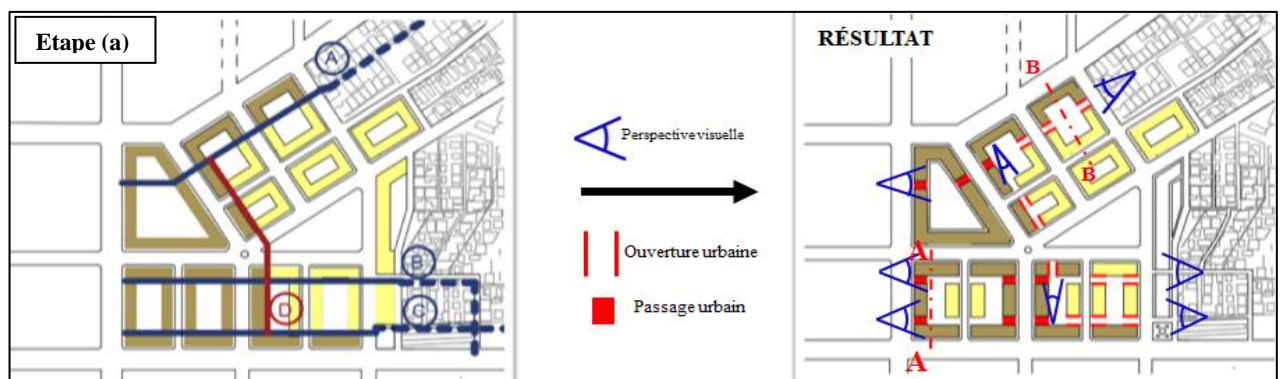 Etape (a)
A
B
C
D
Perspective visuelle
Ouverture urbaine
Passage urbain
RÉSULTAT
B
B
A
A